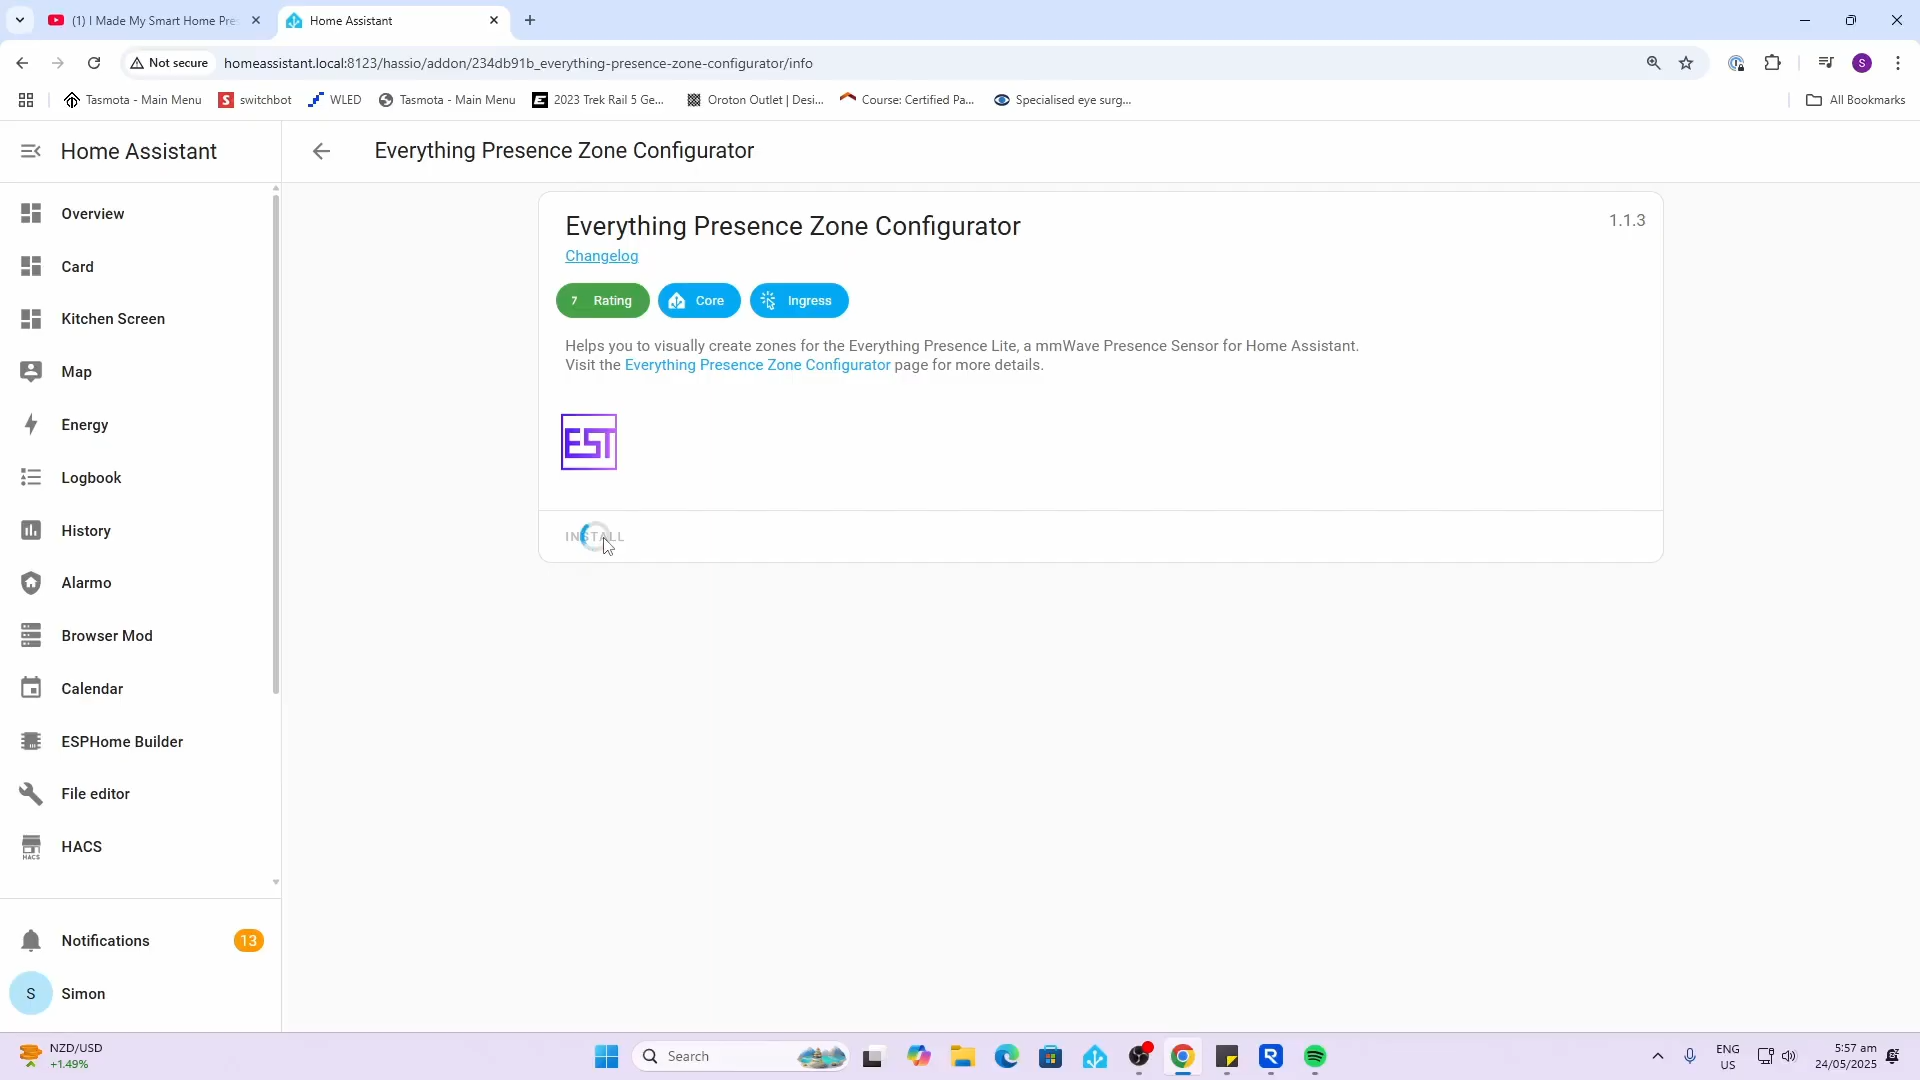 (1) I Made My Smart Home Pre
Home Assistant
Not secure
homeassistant.local:8123/hassio/addon/234db91b_everything-presence-zone-configurator/info
S
Tasmota - Main Menu
switchbot
WLED
Tasmota - Main Menu
2023 Trek Rail 5 Ge...
Oroton Outlet | Desi...
Course: Certified Pa...
Specialised eye surg...
All Bookmarks
Home Assistant
Everything Presence Zone Configurator
Overview
Card
Kitchen Screen
Map
Energy
Logbook
History
Alarmo
Browser Mod
Calendar
ESPHome Builder
File editor
HACS
HACS
Notifications
13
S
Simon
Everything Presence Zone Configurator
1.1.3
Changelog
7 Rating
Core
Ingress
Helps you to visually create zones for the Everything Presence Lite, a mmWave Presence Sensor for Home Assistant.
Visit the Everything Presence Zone Configurator page for more details.
EST
INSTALL
NZD/USD
+1.49%
Search
ENG
US
5:57 am
24/05/2025